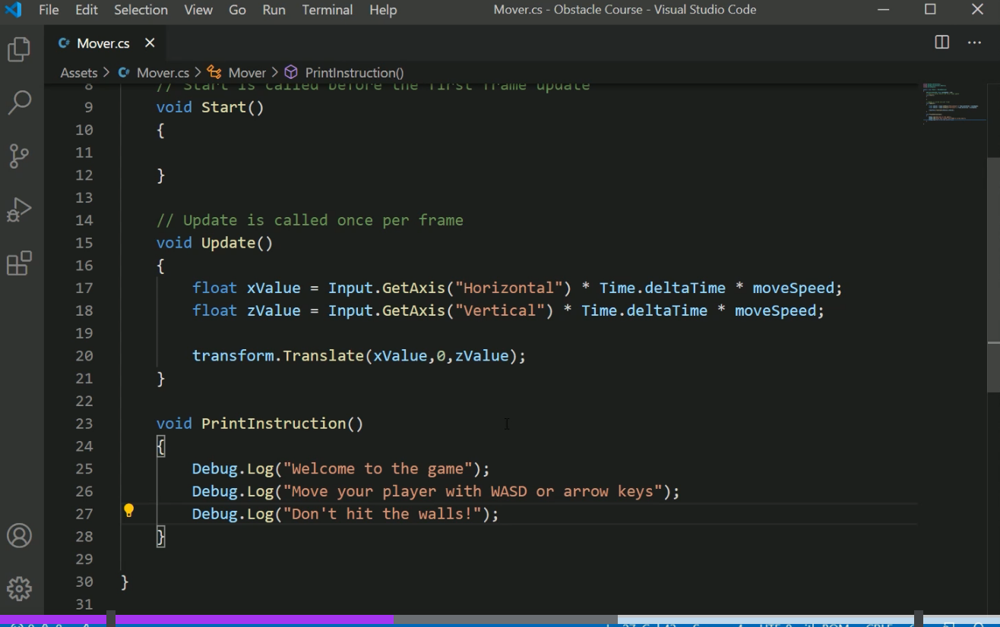 File Edit Selection View Go Run Terminal Help Mover.cs - Obstacle Course - Visual Studio Code
C# Mover.cs
Assets > C# Mover.cs > Mover > PrintInstruction()
8 // Start is called before the first frame update
9 void Start()
10 {
11
12 }
13
14 // Update is called once per frame
15 void Update()
16 {
17 float xValue = Input.GetAxis("Horizontal") * Time.deltaTime * moveSpeed;
18 float zValue = Input.GetAxis("Vertical") * Time.deltaTime * moveSpeed;
19
20 transform.Translate(xValue,0,zValue);
21 }
22
23 void PrintInstruction()
24 {
25 Debug.Log("Welcome to the game");
26 Debug.Log("Move your player with WASD or arrow keys");
27 Debug.Log("Don't hit the walls!");
28 }
29
30 }
31